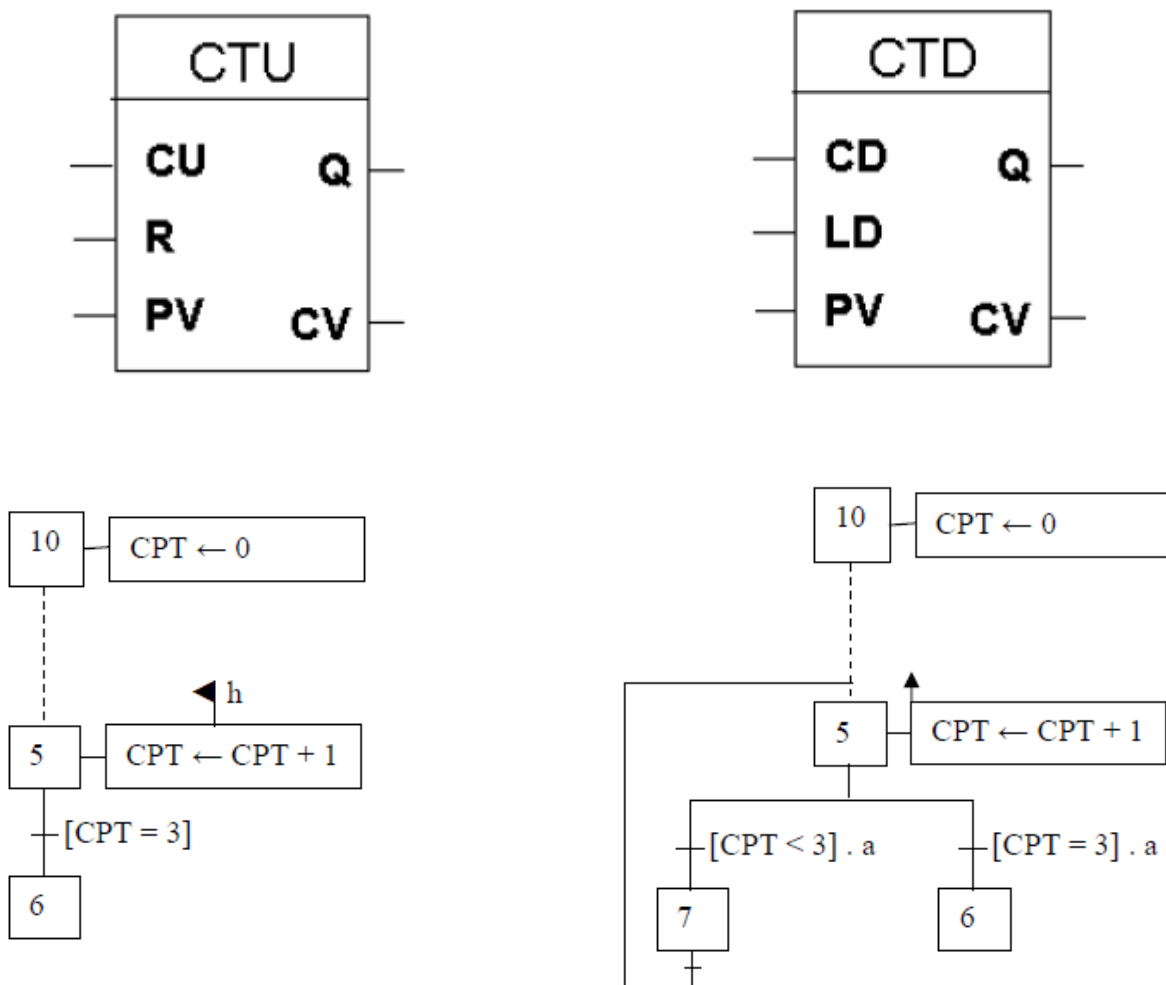 CTU
CU
Q
R
PV
CV
CTD
CD
Q
LD
PV
CV
10
CPT ← 0
h
5
CPT ← CPT + 1
[CPT = 3]
6
10
CPT ← 0
5
CPT ← CPT + 1
[CPT < 3] . a
[CPT = 3] . a
7
6